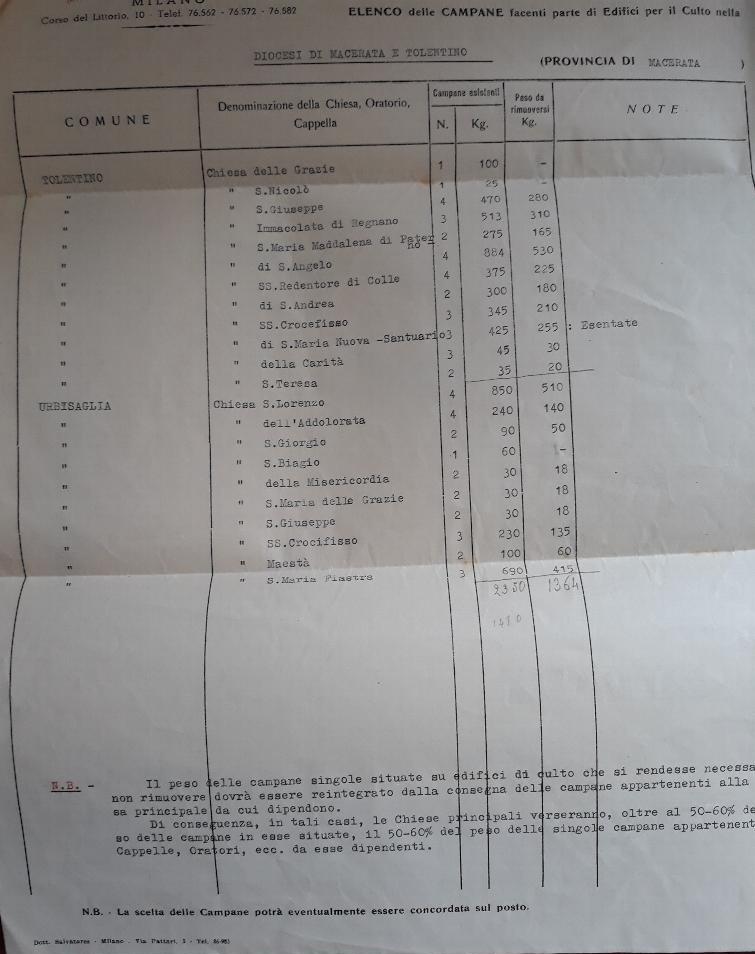 MILANO
Corso del Littorio, 10 - Telef. 76.562 - 76.572 - 76.582
ELENCO delle CAMPANE facenti parte di Edifici per il Culto nella
DIOCESI DI MACERATA E TOLENTINO
(PROVINCIA DI MACERATA )
COMUNE Denominazione della Chiesa, Oratorio, Cappella Campane esistenti N. Kg. Peso da rimuoversi Kg. NOTE
TOLENTINO Chiesa delle Grazie 1 100 -
" " S.Nicolò 1 25 -
" " S.Giuseppe 4 470 280
" " Immacolata di Regnano 3 513 310
" " S.Maria Maddalena di Paterno 2 275 165
" " di S.Angelo 4 884 530
" " SS.Redentore di Colle 4 375 225
" " di S.Andrea 2 300 180
" " SS.Crocefisso 3 345 210
" " di S.Maria Nuova -Santuario 3 425 255 : Esentate
" " della Carità 3 45 30
" " S.Teresa 2 35 20
URBISAGLIA Chiesa S.Lorenzo 4 850 510
" " dell'Addolorata 4 240 140
" " S.Giorgio 2 90 50
" " S.Biagio 1 60 -
" " della Misericordia 2 30 18
" " S.Maria delle Grazie 2 30 18
" " S.Giuseppe 2 30 18
" " SS.Crocifisso 3 230 135
" " Maestà 2 100 60
" " S.Maria Piastra 3 690 415
2350 1364
N.B. - Il peso delle campane singole situate su edifici di culto che si rendesse necessa
non rimuovere dovrà essere reintegrato dalla consegna delle campane appartenenti alla
sa principale da cui dipendono.
Di conseguenza, in tali casi, le Chiese principali verseranno, oltre al 50-60% de
so delle campane in esse situate, il 50-60% del peso delle singole campane appartenent
Cappelle, Oratori, ecc. da esse dipendenti.
N.B. - La scelta delle Campane potrà eventualmente essere concordata sul posto.
Dott. Salvatores - Milano - Via Pattari, 5 - Tel.